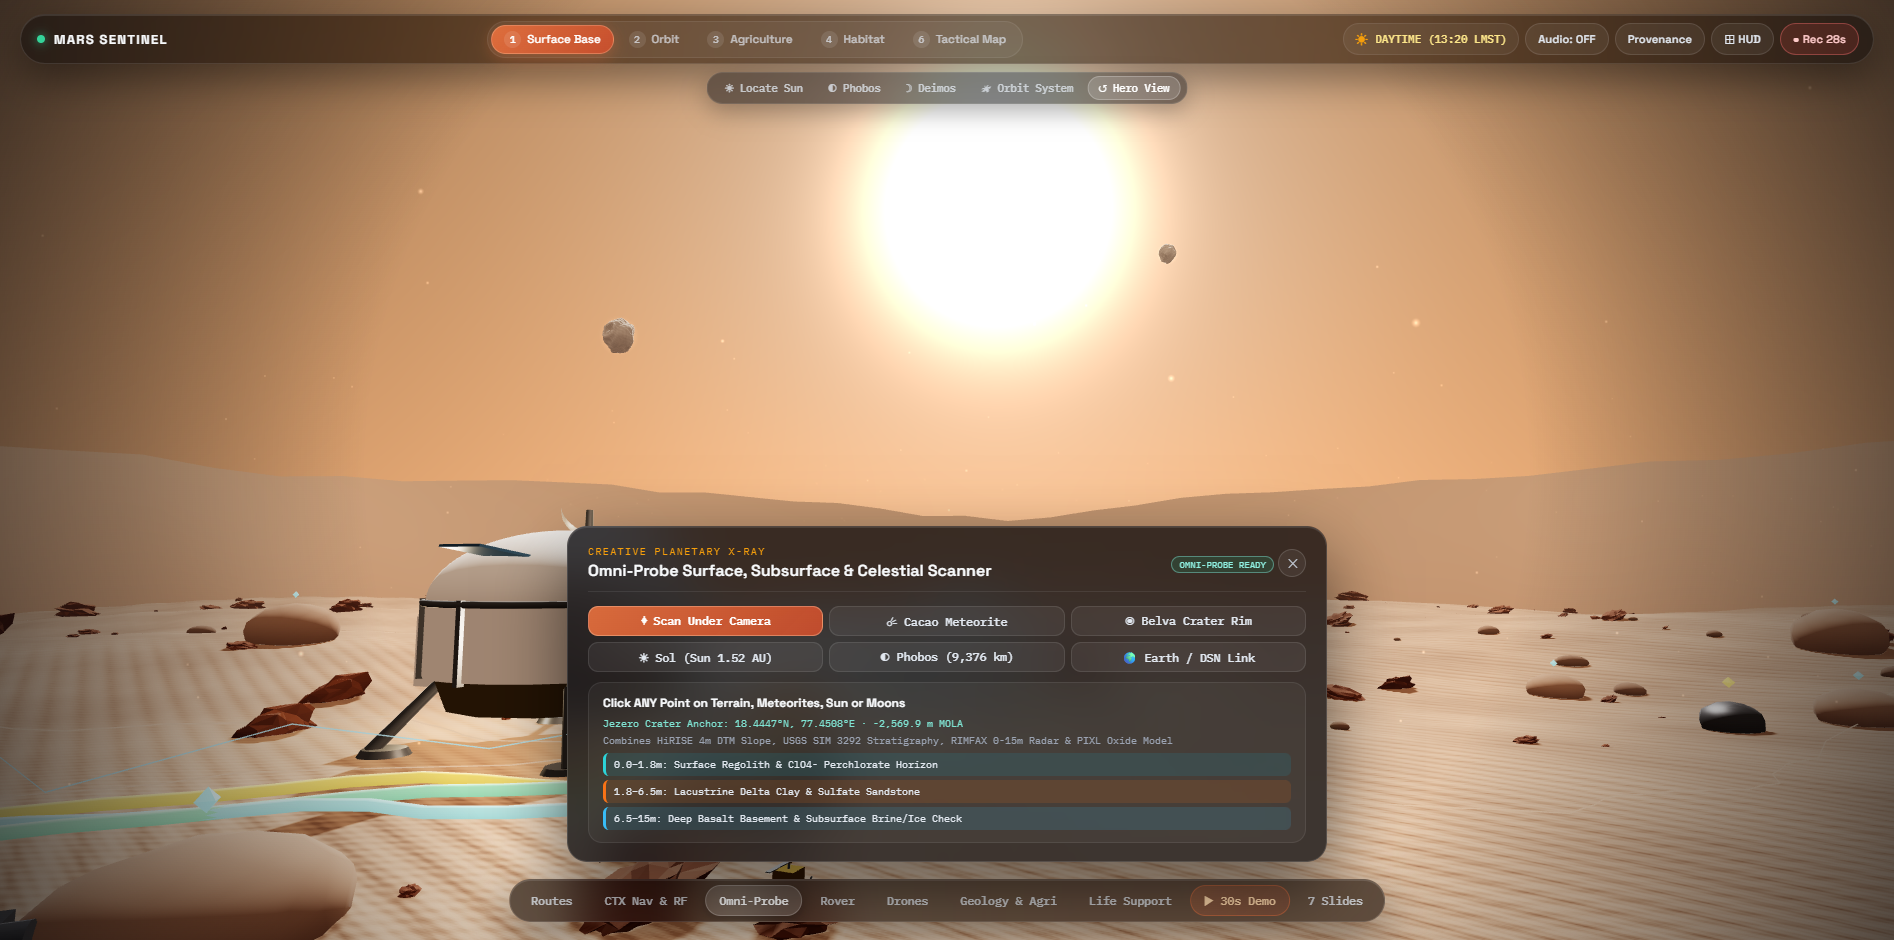 MARS SENTINEL
1 Surface Base
2 Orbit
3 Agriculture
4 Habitat
6 Tactical Map
DAYTIME (13:20 LMST)
Audio: OFF
Provenance
HUD
Rec 28s
Locate Sun
Phobos
Deimos
Orbit System
Hero View
CREATIVE PLANETARY X-RAY
Omni-Probe Surface, Subsurface & Celestial Scanner
OMNI-PROBE READY
Scan Under Camera
Cacao Meteorite
Belva Crater Rim
Sol (Sun 1.52 AU)
Phobos (9,376 km)
Earth / DSN Link
Click ANY Point on Terrain, Meteorites, Sun or Moons
Jezero Crater Anchor: 18.4447°N, 77.4508°E · -2,569.9 m MOLA
Combines HiRISE 4m DTM Slope, USGS SIM 3292 Stratigraphy, RIMFAX 0-15m Radar & PIXL Oxide Model
0.0–1.8m: Surface Regolith & ClO4- Perchlorate Horizon
1.8–6.5m: Lacustrine Delta Clay & Sulfate Sandstone
6.5–15m: Deep Basalt Basement & Subsurface Brine/Ice Check
Routes
CTX Nav & RF
Omni-Probe
Rover
Drones
Geology & Agri
Life Support
30s Demo
7 Slides